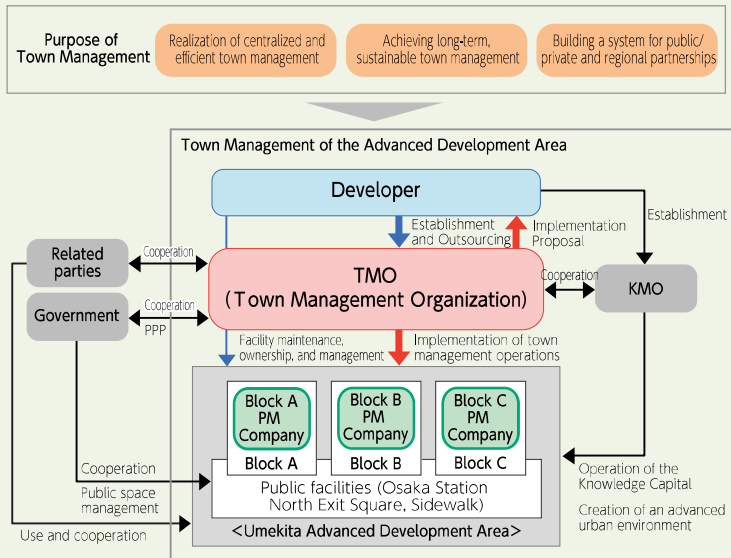 Purpose of
Town Management
Realization of centralized and
efficient town management
Achieving long-term,
sustainable town management
Building a system for public/
private and regional partnerships
Town Management of the Advanced Development Area
Developer
Establishment
and Outsourcing
Implementation
Proposal
Establishment
Related
parties
Cooperation
TMO
(Town Management Organization)
Cooperation
KMO
Government
Cooperation
PPP
Facility maintenance,
ownership, and management
Implementation of town
management operations
Block A
PM
Company
Block A
Block B
PM
Company
Block B
Block C
PM
Company
Block C
Public facilities (Osaka Station
North Exit Square, Sidewalk)
<Umekita Advanced Development Area>
Cooperation
Public space
management
Use and cooperation
Operation of the
Knowledge Capital
Creation of an advanced
urban environment